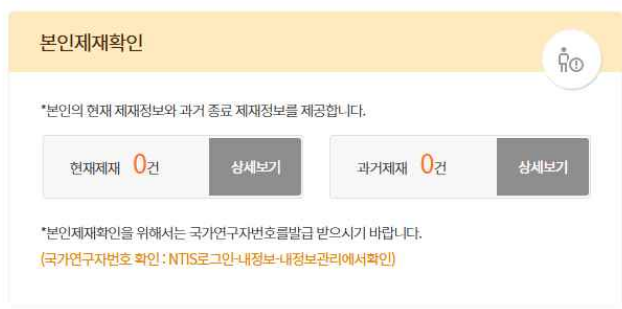 본인제재확인
*본인의 현재 제재정보와 과거 종료 제재정보를 제공합니다.
현재제재 0건 상세보기 과거제재 0건 상세보기
*본인제재확인을 위해서는 국가연구자번호를발급 받으시기 바랍니다.
(국가연구자번호 확인 : NTIS로그인-내정보-내정보관리에서확인)